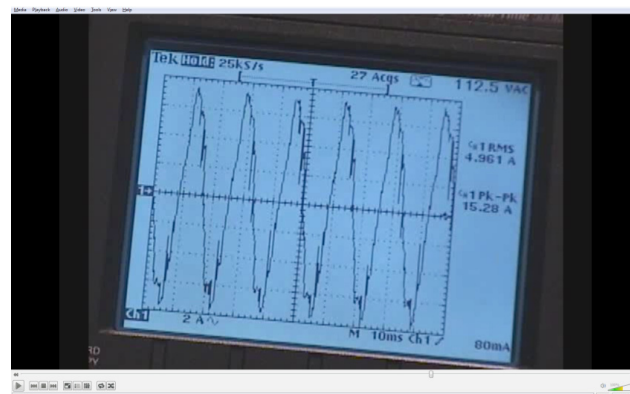 Media Playback Audio Video Tools View Help
Tek Hold 25kS/s
27 Acqs
112.5 VAC
T
Ch1 RMS
4.961 A
Ch1 Pk-Pk
15.28 A
1→
Ch1
2 A
M 10ms Ch1
80mA